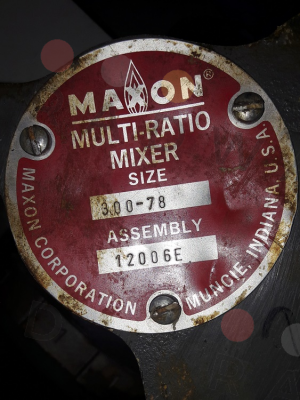 MAXON®
MULTI-RATIO
MIXER
SIZE
300-78
ASSEMBLY
12006E
MAXON CORPORATION
MUNCIE, INDIANA, U.S.A.